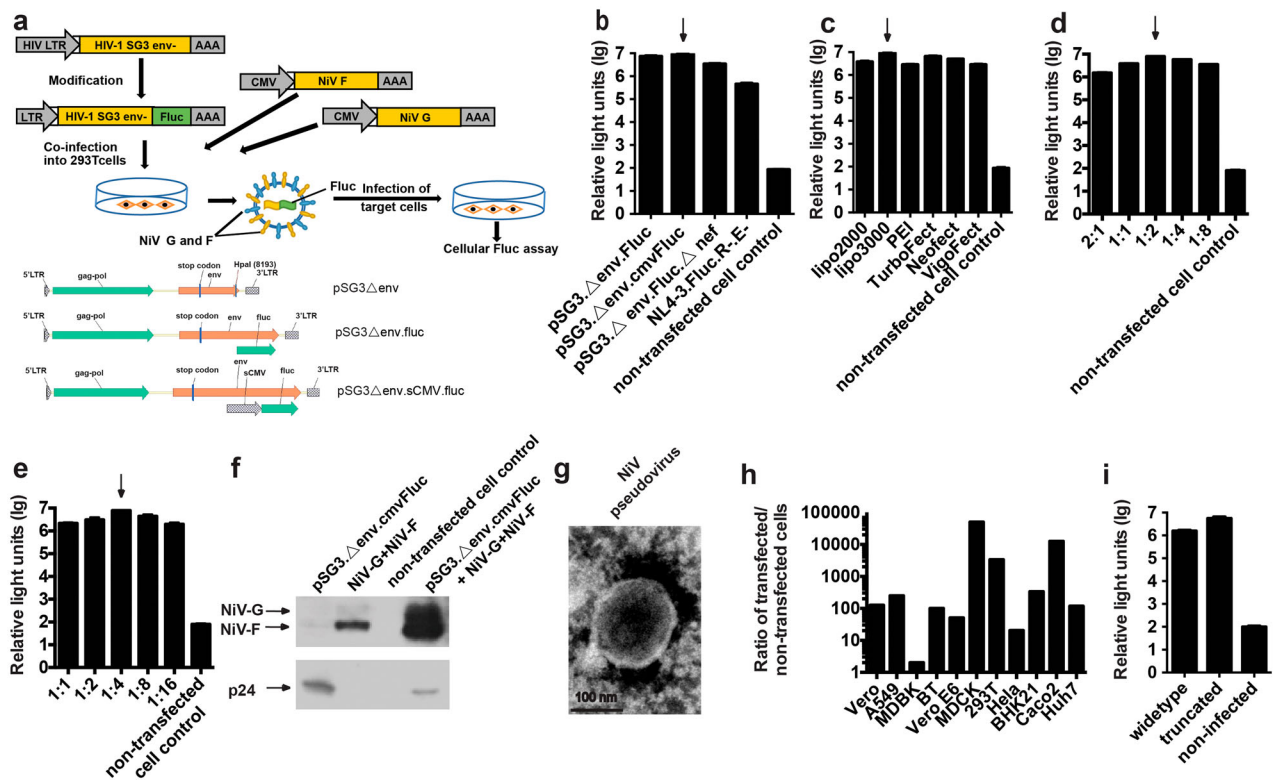 a
HIV LTR HIV-1 SG3 env- AAA
Modification
CMV NiV F AAA
LTR HIV-1 SG3 env- Fluc AAA
CMV NiV G AAA
Co-infection
into 293Tcells
Fluc
Infection of
target cells
NiV G and F
Cellular Fluc assay
5'LTR gag-pol stop codon env HpaI (8193) 3'LTR
pSG3△env
5'LTR gag-pol stop codon env fluc 3'LTR
pSG3△env.fluc
5'LTR gag-pol stop codon env sCMV fluc 3'LTR
pSG3△env.sCMV.fluc
b
Relative light units (lg)
7
6
5
4
3
2
1
0
pSG3.△env.Fluc
pSG3.△env.cmvFluc
pSG3.△ env.Fluc.△ nef
NL4-3.Fluc.R-.E-
non-transfected cell control
c
Relative light units (lg)
8
7
6
5
4
3
2
1
0
lipo2000
lipo3000
PEI
TurboFect
Neofect
VigoFect
non-transfected cell control
d
Relative light units (lg)
7
6
5
4
3
2
1
0
2:1
1:1
1:2
1:4
1:8
non-transfected cell control
e
Relative light units (lg)
7
6
5
4
3
2
1
0
1:1
1:2
1:4
1:8
1:16
non-transfected
cell control
f
pSG3.△env.cmvFluc
NiV-G+NiV-F
non-transfected cell control
pSG3.△env.cmvFluc
+ NiV-G+NiV-F
NiV-G
NiV-F
p24
g
NiV
pseudovirus
100 nm
h
Ratio of transfected/
non-transfected cells
100000
10000
1000
100
10
1
Vero
A549
MDBK
BT
Vero E6
MDCK
293T
Hela
BHK21
Caco2
Huh7
i
Relative light units (lg)
7
6
5
4
3
2
1
0
widetype
truncated
non-infected